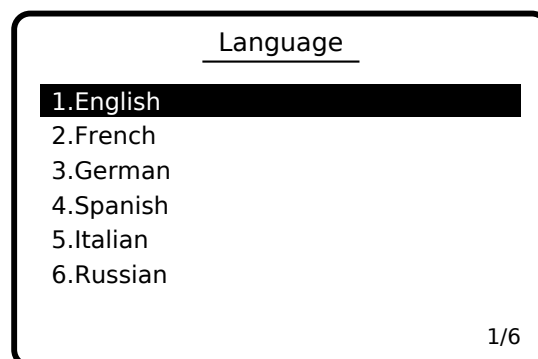 Language
1.English
2.French
3.German
4.Spanish
5.Italian
6.Russian
1/6